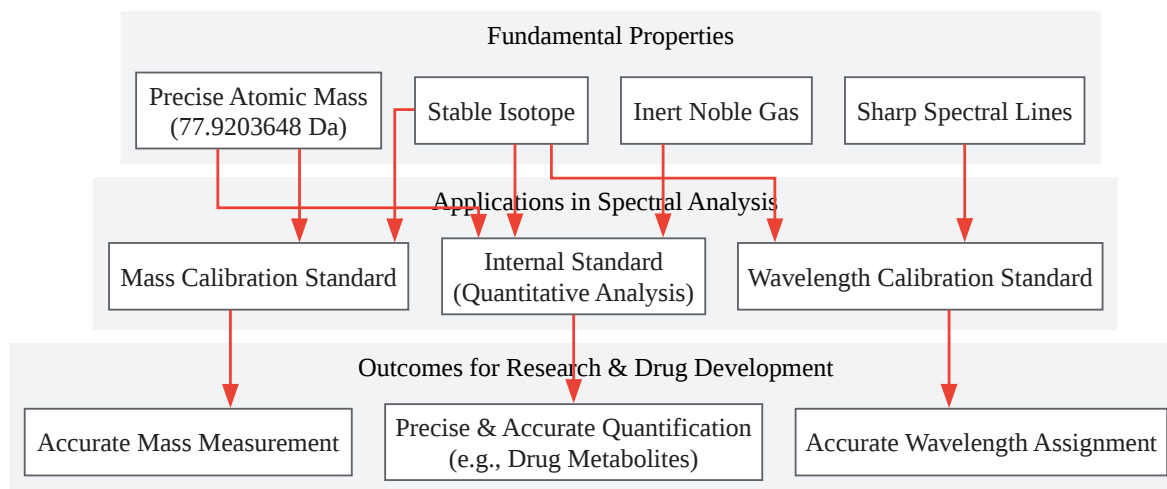 Fundamental Properties
Precise Atomic Mass
(77.9203648 Da)
Stable Isotope
Inert Noble Gas
Sharp Spectral Lines
Applications in Spectral Analysis
Mass Calibration Standard
Internal Standard
(Quantitative Analysis)
Wavelength Calibration Standard
Outcomes for Research & Drug Development
Accurate Mass Measurement
Precise & Accurate Quantification
(e.g., Drug Metabolites)
Accurate Wavelength Assignment